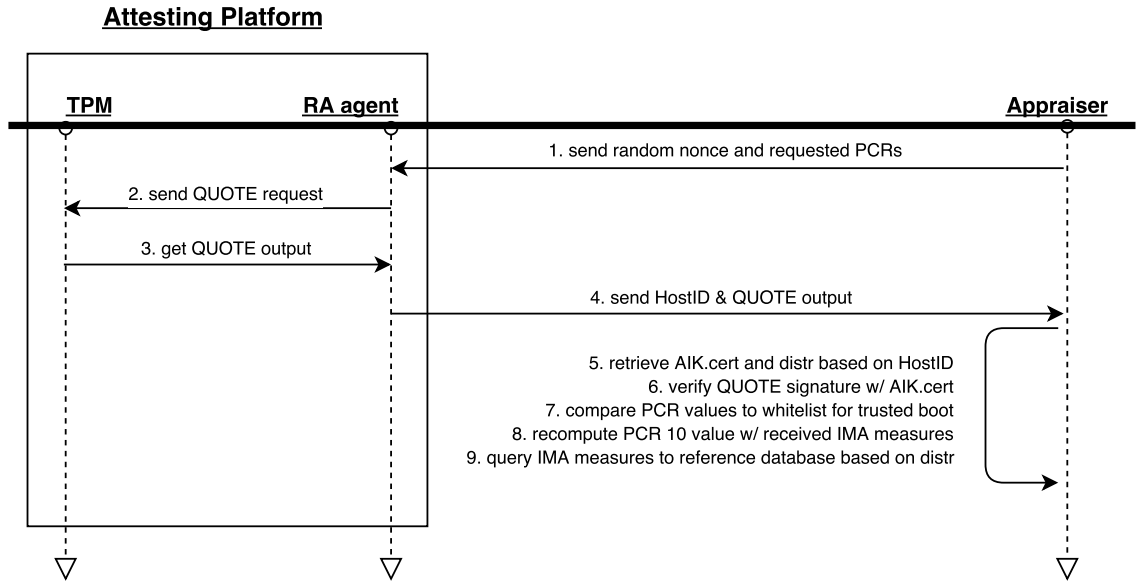 Attesting Platform
TPM
RA agent
Appraiser
1. send random nonce and requested PCRs
2. send QUOTE request
3. get QUOTE output
4. send HostID & QUOTE output
5. retrieve AIK.cert and distr based on HostID
6. verify QUOTE signature w/ AIK.cert
7. compare PCR values to whitelist for trusted boot
8. recompute PCR 10 value w/ received IMA measures
9. query IMA measures to reference database based on distr